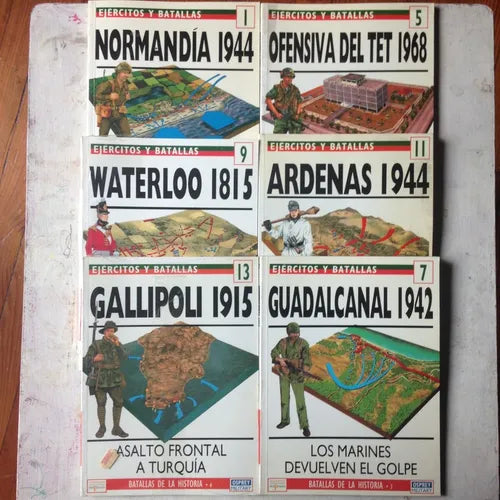 EJERCITOS Y BATALLAS 1
NORMANDÍA 1944
EJERCITOS Y BATALLAS 5
OFENSIVA DEL TET 1968
EJERCITOS Y BATALLAS 9
WATERLOO 1815
EJERCITOS Y BATALLAS 11
ARDENAS 1944
EJERCITOS Y BATALLAS 13
GALLIPOLI 1915
ASALTO FRONTAL
A TURQUÍA
BATALLAS DE LA HISTORIA
OSPREY
MILITARY
EJERCITOS Y BATALLAS 7
GUADALCANAL 1942
LOS MARINES
DEVUELVEN EL GOLPE
BATALLAS DE LA HISTORIA
OSPREY
MILITARY